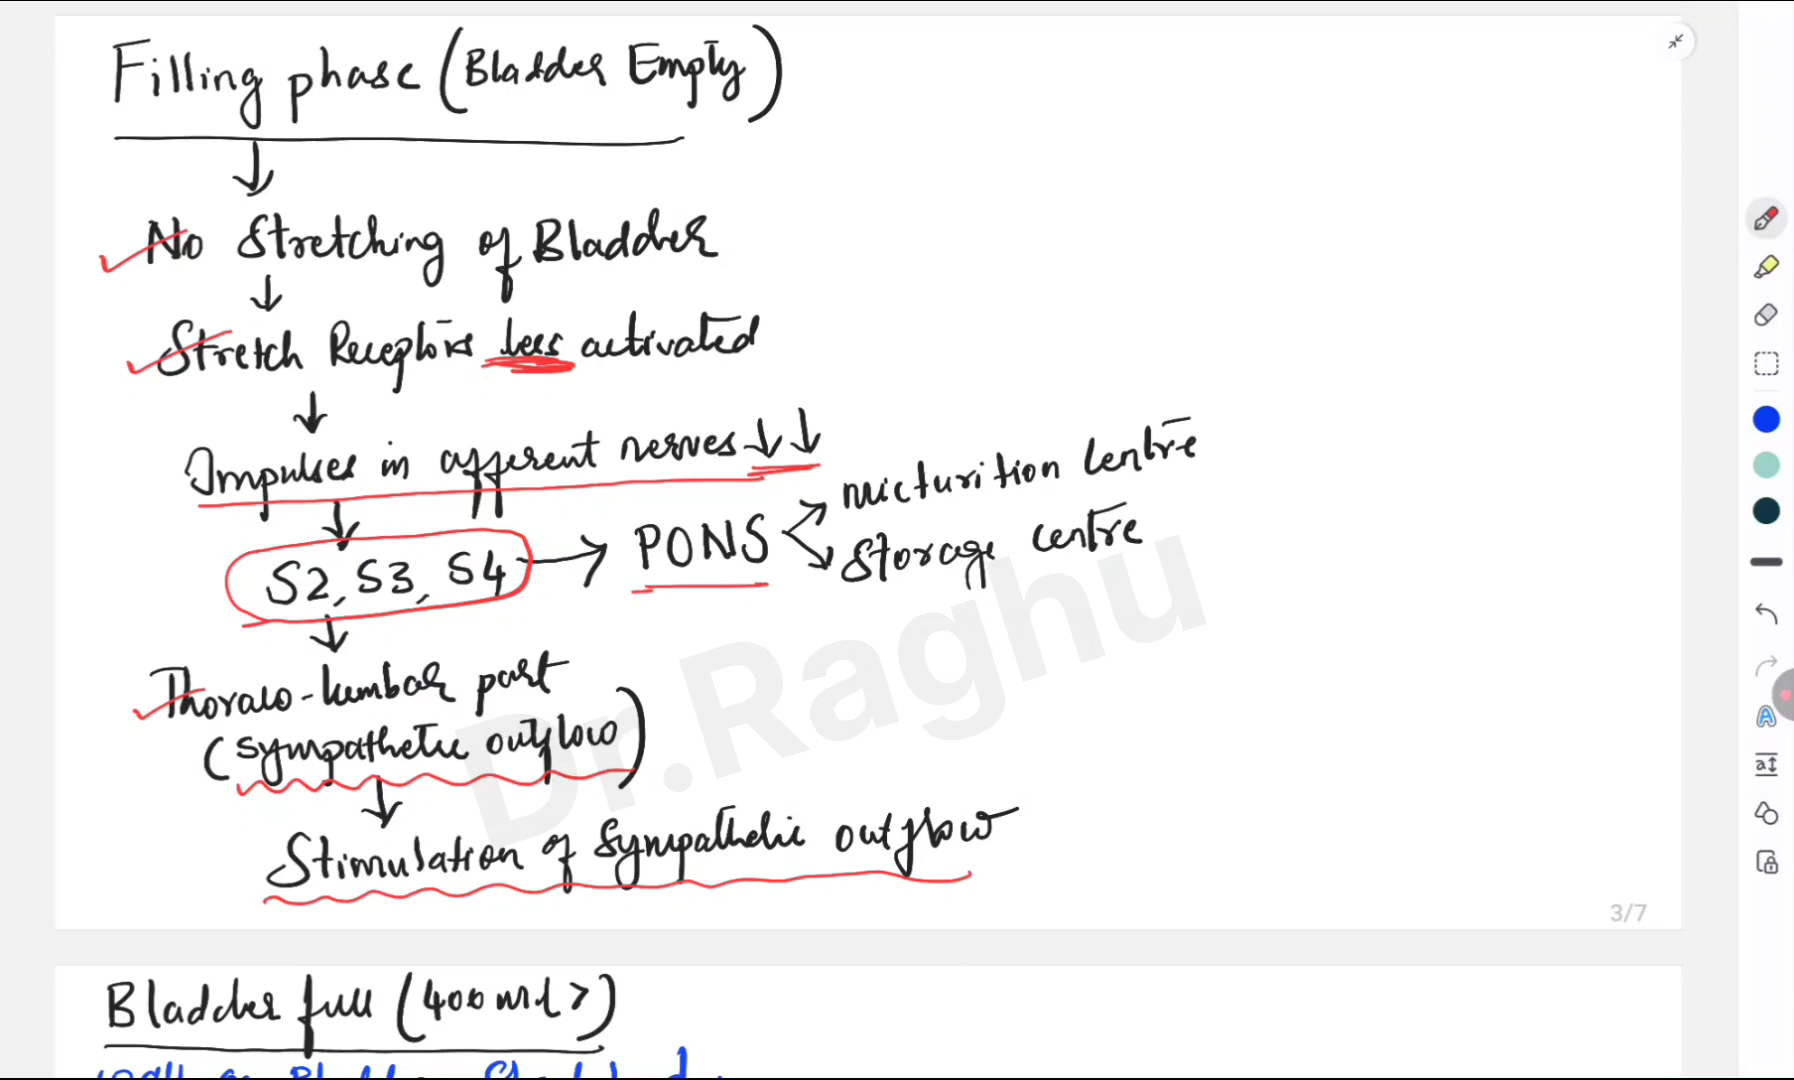 Filling phase (Bladder Empty)
↓
No Stretching of Bladder
↓
Stretch Receptors less activated
↓
Impulses in afferent nerves ↓↓
↓
S2, S3, S4 → PONS
micturition Centre
Storage centre
↓
Thoraco-lumbar part
(sympathetic outflow)
↓
Stimulation of Sympathetic outflow
Dr.Raghu
3/7
Bladder full (400 ml >)